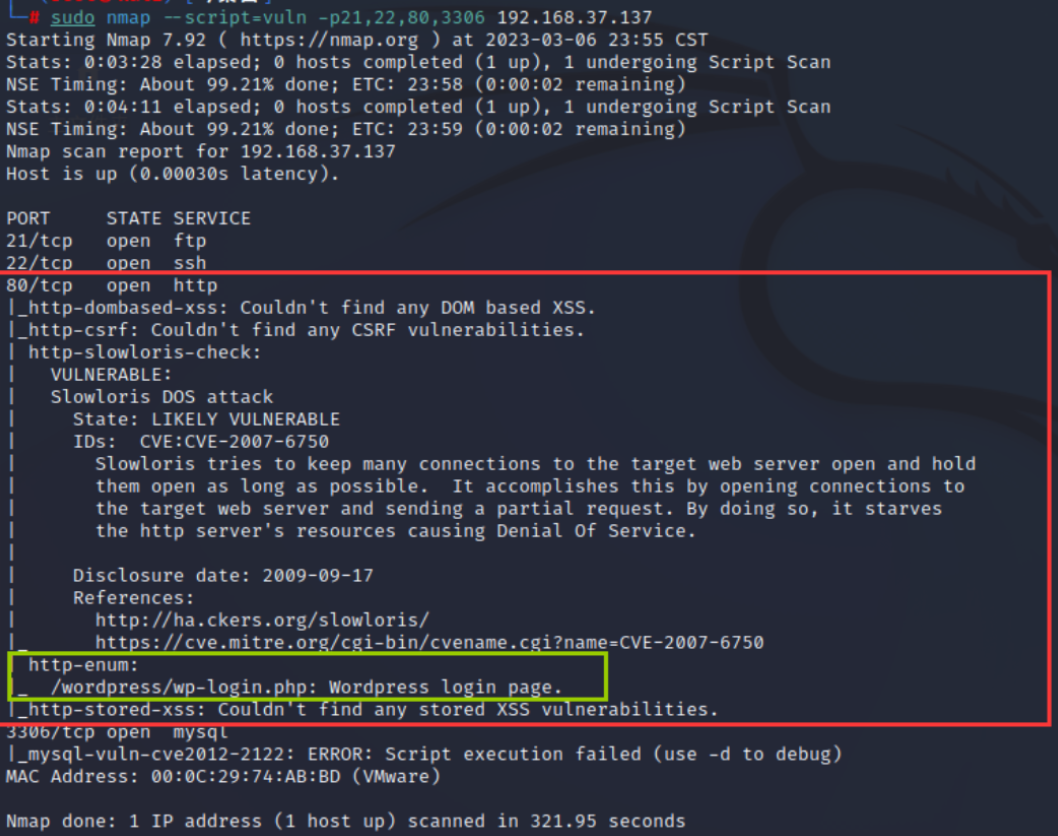 # sudo nmap --script=vuln -p21,22,80,3306 192.168.37.137
Starting Nmap 7.92 ( https://nmap.org ) at 2023-03-06 23:55 CST
Stats: 0:03:28 elapsed; 0 hosts completed (1 up), 1 undergoing Script Scan
NSE Timing: About 99.21% done; ETC: 23:58 (0:00:02 remaining)
Stats: 0:04:11 elapsed; 0 hosts completed (1 up), 1 undergoing Script Scan
NSE Timing: About 99.21% done; ETC: 23:59 (0:00:02 remaining)
Nmap scan report for 192.168.37.137
Host is up (0.00030s latency).

PORT     STATE SERVICE
21/tcp   open  ftp
22/tcp   open  ssh
80/tcp   open  http
|_http-dombased-xss: Couldn't find any DOM based XSS.
|_http-csrf: Couldn't find any CSRF vulnerabilities.
| http-slowloris-check:
|   VULNERABLE:
|   Slowloris DOS attack
|     State: LIKELY VULNERABLE
|     IDs:  CVE:CVE-2007-6750
|       Slowloris tries to keep many connections to the target web server open and hold
|       them open as long as possible.  It accomplishes this by opening connections to
|       the target web server and sending a partial request. By doing so, it starves
|       the http server's resources causing Denial Of Service.
|
|     Disclosure date: 2009-09-17
|     References:
|       http://ha.ckers.org/slowloris/
|_      https://cve.mitre.org/cgi-bin/cvename.cgi?name=CVE-2007-6750
| http-enum:
|_  /wordpress/wp-login.php: Wordpress login page.
|_http-stored-xss: Couldn't find any stored XSS vulnerabilities.
3306/tcp open  mysql
|_mysql-vuln-cve2012-2122: ERROR: Script execution failed (use -d to debug)
MAC Address: 00:0C:29:74:AB:BD (VMware)

Nmap done: 1 IP address (1 host up) scanned in 321.95 seconds